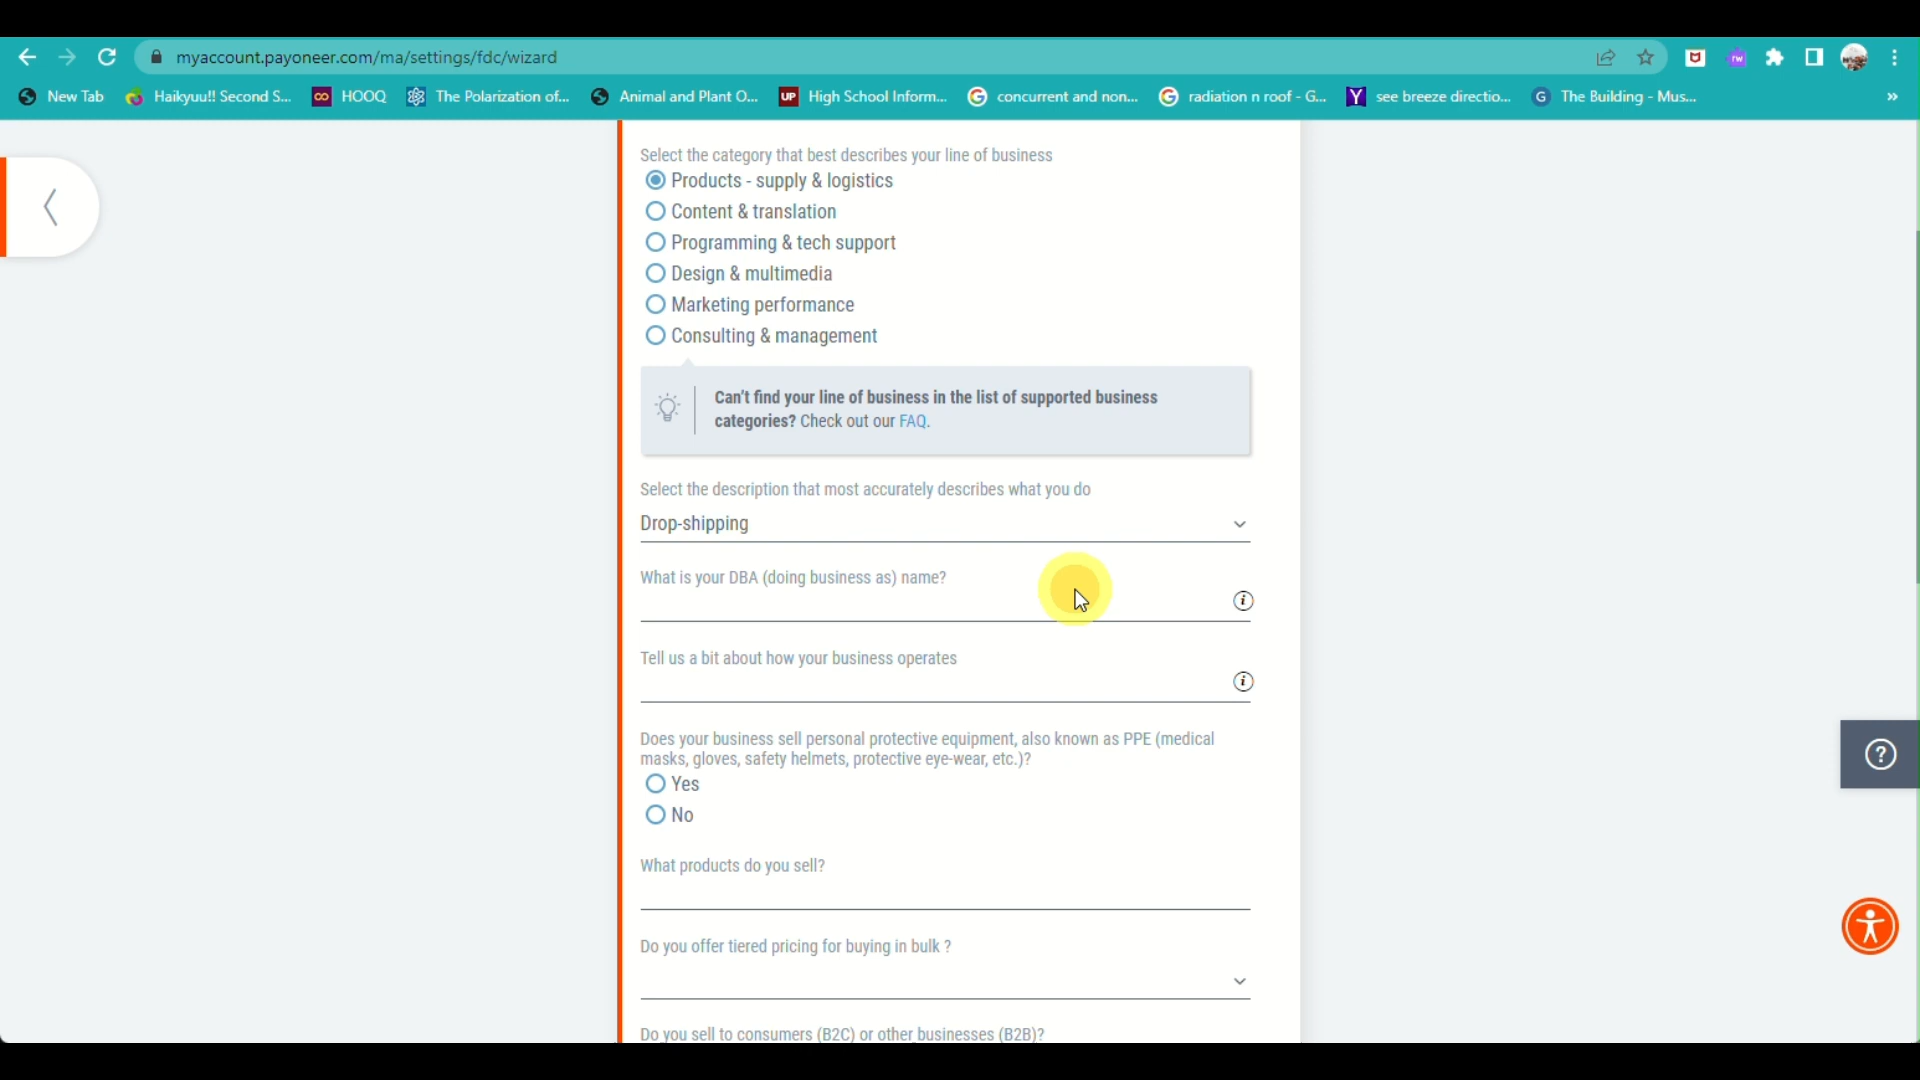 myaccount.payoneer.com/ma/settings/fdc/wizard
New Tab
Haikyuu!! Second S...
HOOQ
The Polarization of...
Animal and Plant O...
UP
High School Inform...
concurrent and non...
radiation n roof - G...
see breeze directio...
The Building - Mus...
»
Select the category that best describes your line of business
Products - supply & logistics
Content & translation
Programming & tech support
Design & multimedia
Marketing performance
Consulting & management
Can't find your line of business in the list of supported business
categories? Check out our FAQ.
Select the description that most accurately describes what you do
Drop-shipping
What is your DBA (doing business as) name?
Tell us a bit about how your business operates
Does your business sell personal protective equipment, also known as PPE (medical
masks, gloves, safety helmets, protective eye-wear, etc.)?
Yes
No
What products do you sell?
Do you offer tiered pricing for buying in bulk ?
Do you sell to consumers (B2C) or other businesses (B2B)?